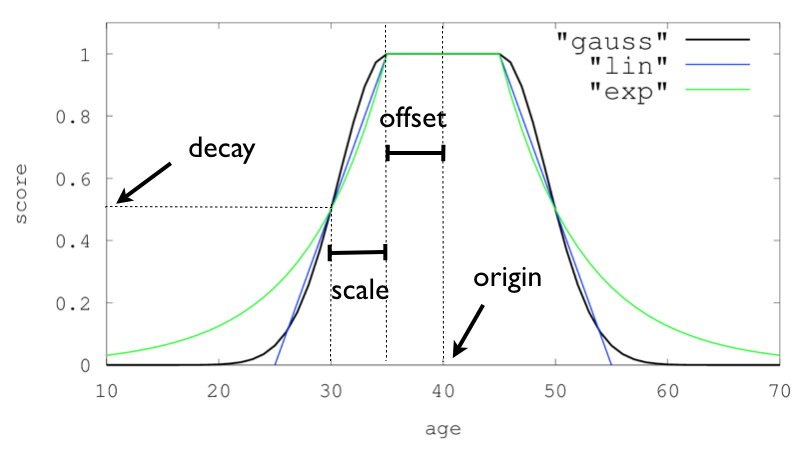 "gauss"
"lin"
"exp"
1
0.8
0.6
0.4
0.2
0
score
offset
decay
scale
origin
10 20 30 40 50 60 70
age